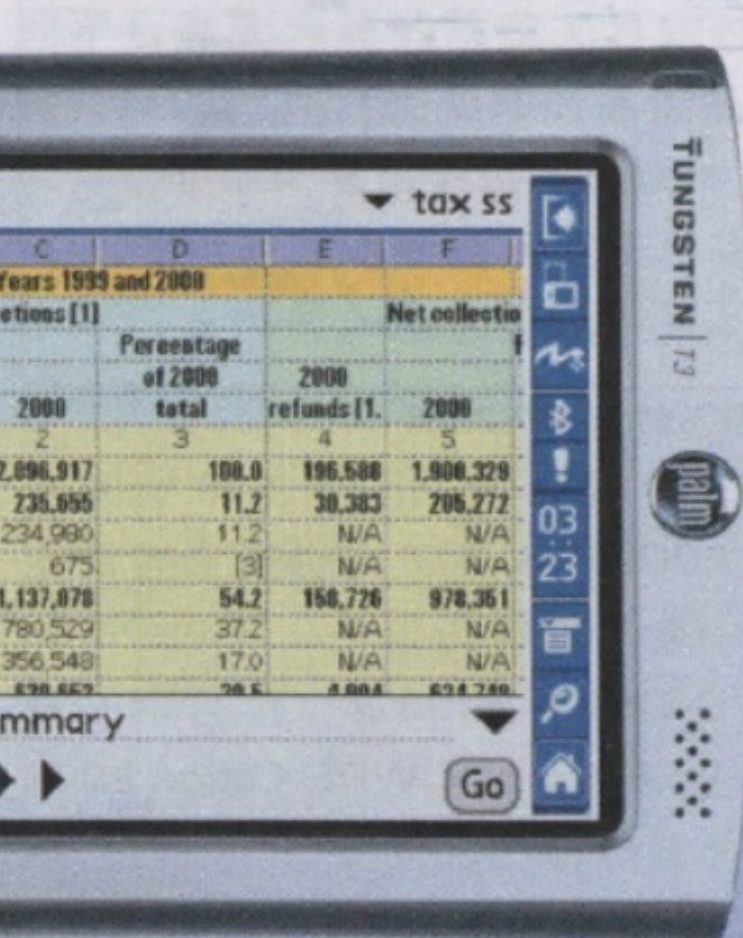 tax ss
C D E F
Years 1999 and 2000
ctions [1] Net collectio
Percentage
of 2000 2000
2000 total refunds [1. 2000
2 3 4 5
2,096,917 100.0 196,588 1,900,329
235,655 11.2 30,383 205,272
234,980 11.2 N/A N/A
675 [3] N/A N/A
1,137,078 54.2 158,726 978,351
780,529 37.2 N/A N/A
356,548 17.0 N/A N/A
4,904
mmary
Go
03
23
TUNGSTEN | T3
palm